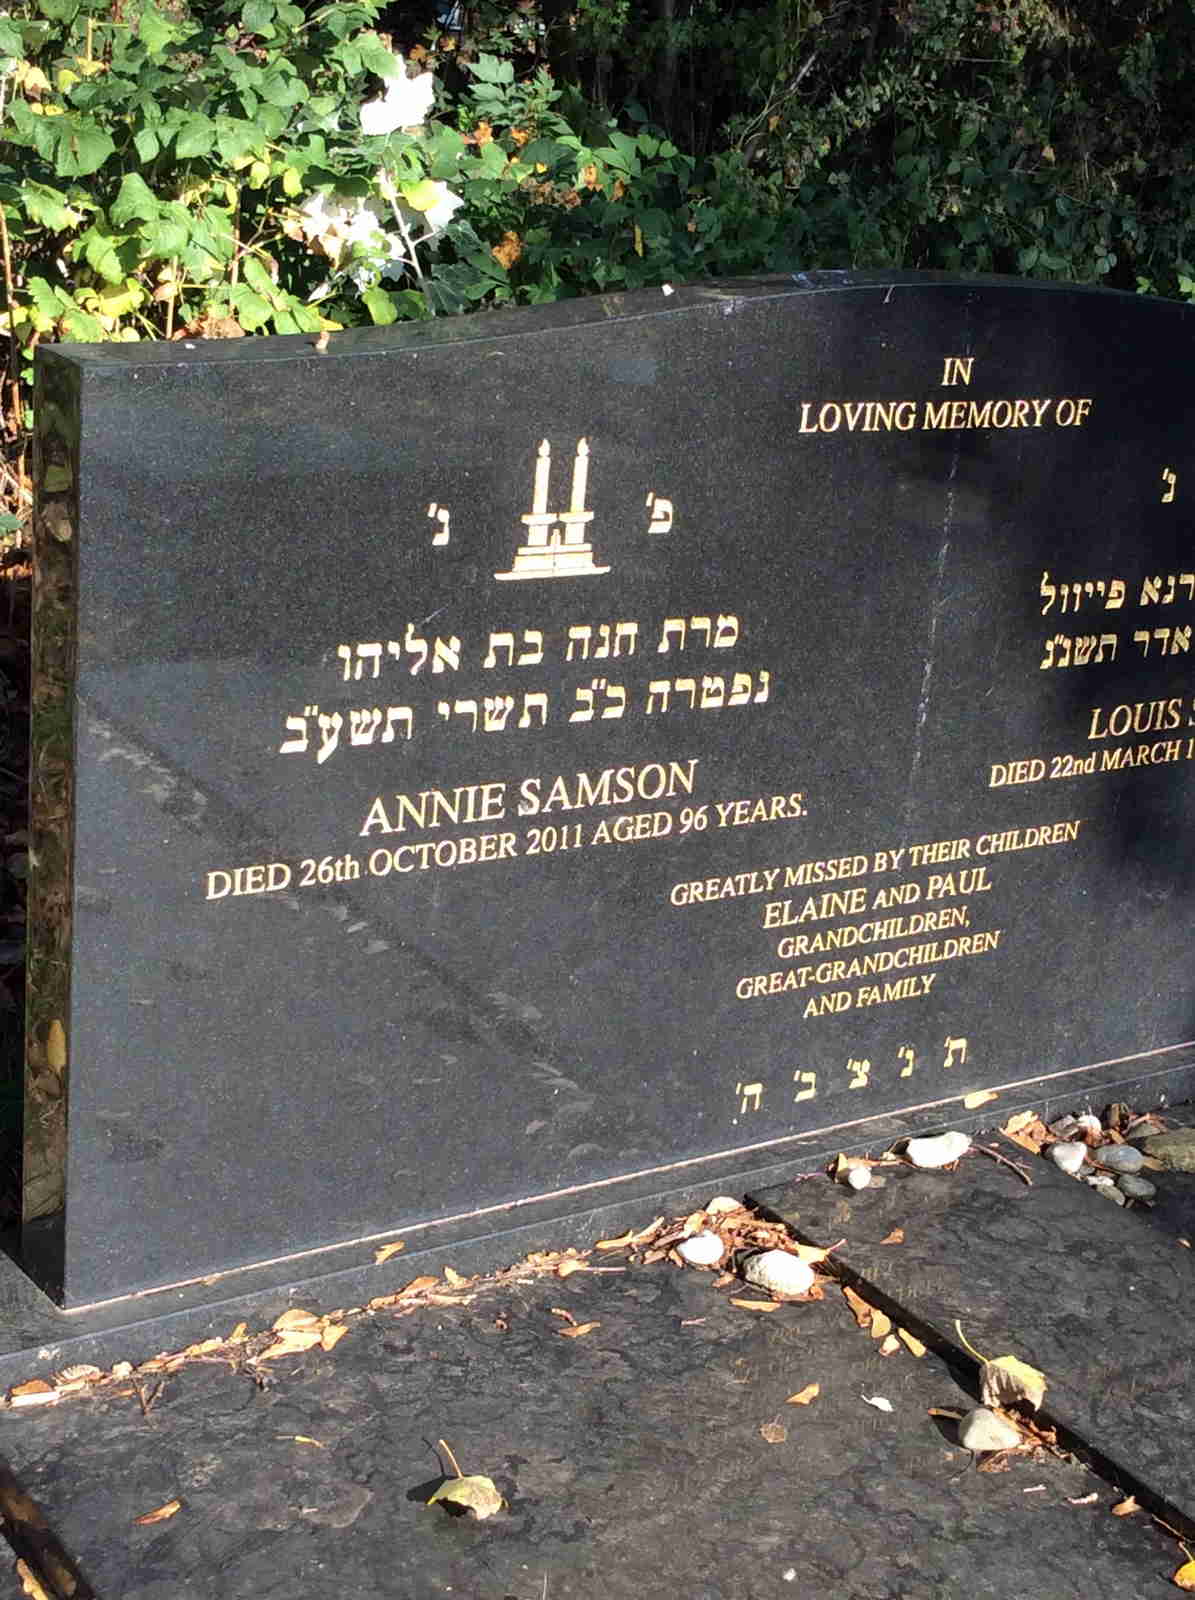 IN
LOVING MEMORY OF
פ' נ'
מרת חנה בת אליהו
נפטרה כ"ב תשרי תשע"ב
ANNIE SAMSON
DIED 26th OCTOBER 2011 AGED 96 YEARS.
נ'
פייוול
אדר תשנ"ג
LOUIS
DIED 22nd MARCH
GREATLY MISSED BY THEIR CHILDREN
ELAINE AND PAUL
GRANDCHILDREN,
GREAT-GRANDCHILDREN
AND FAMILY
ת' נ' צ' ב' ה'